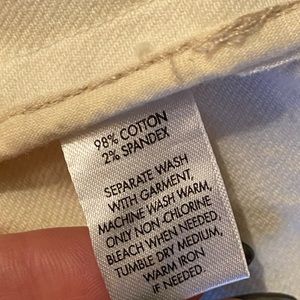 98% COTTON
2% SPANDEX
SEPARATE WASH
WITH GARMENT,
MACHINE WASH WARM,
ONLY NON-CHLORINE
BLEACH WHEN NEEDED,
TUMBLE DRY MEDIUM,
WARM IRON
IF NEEDED.